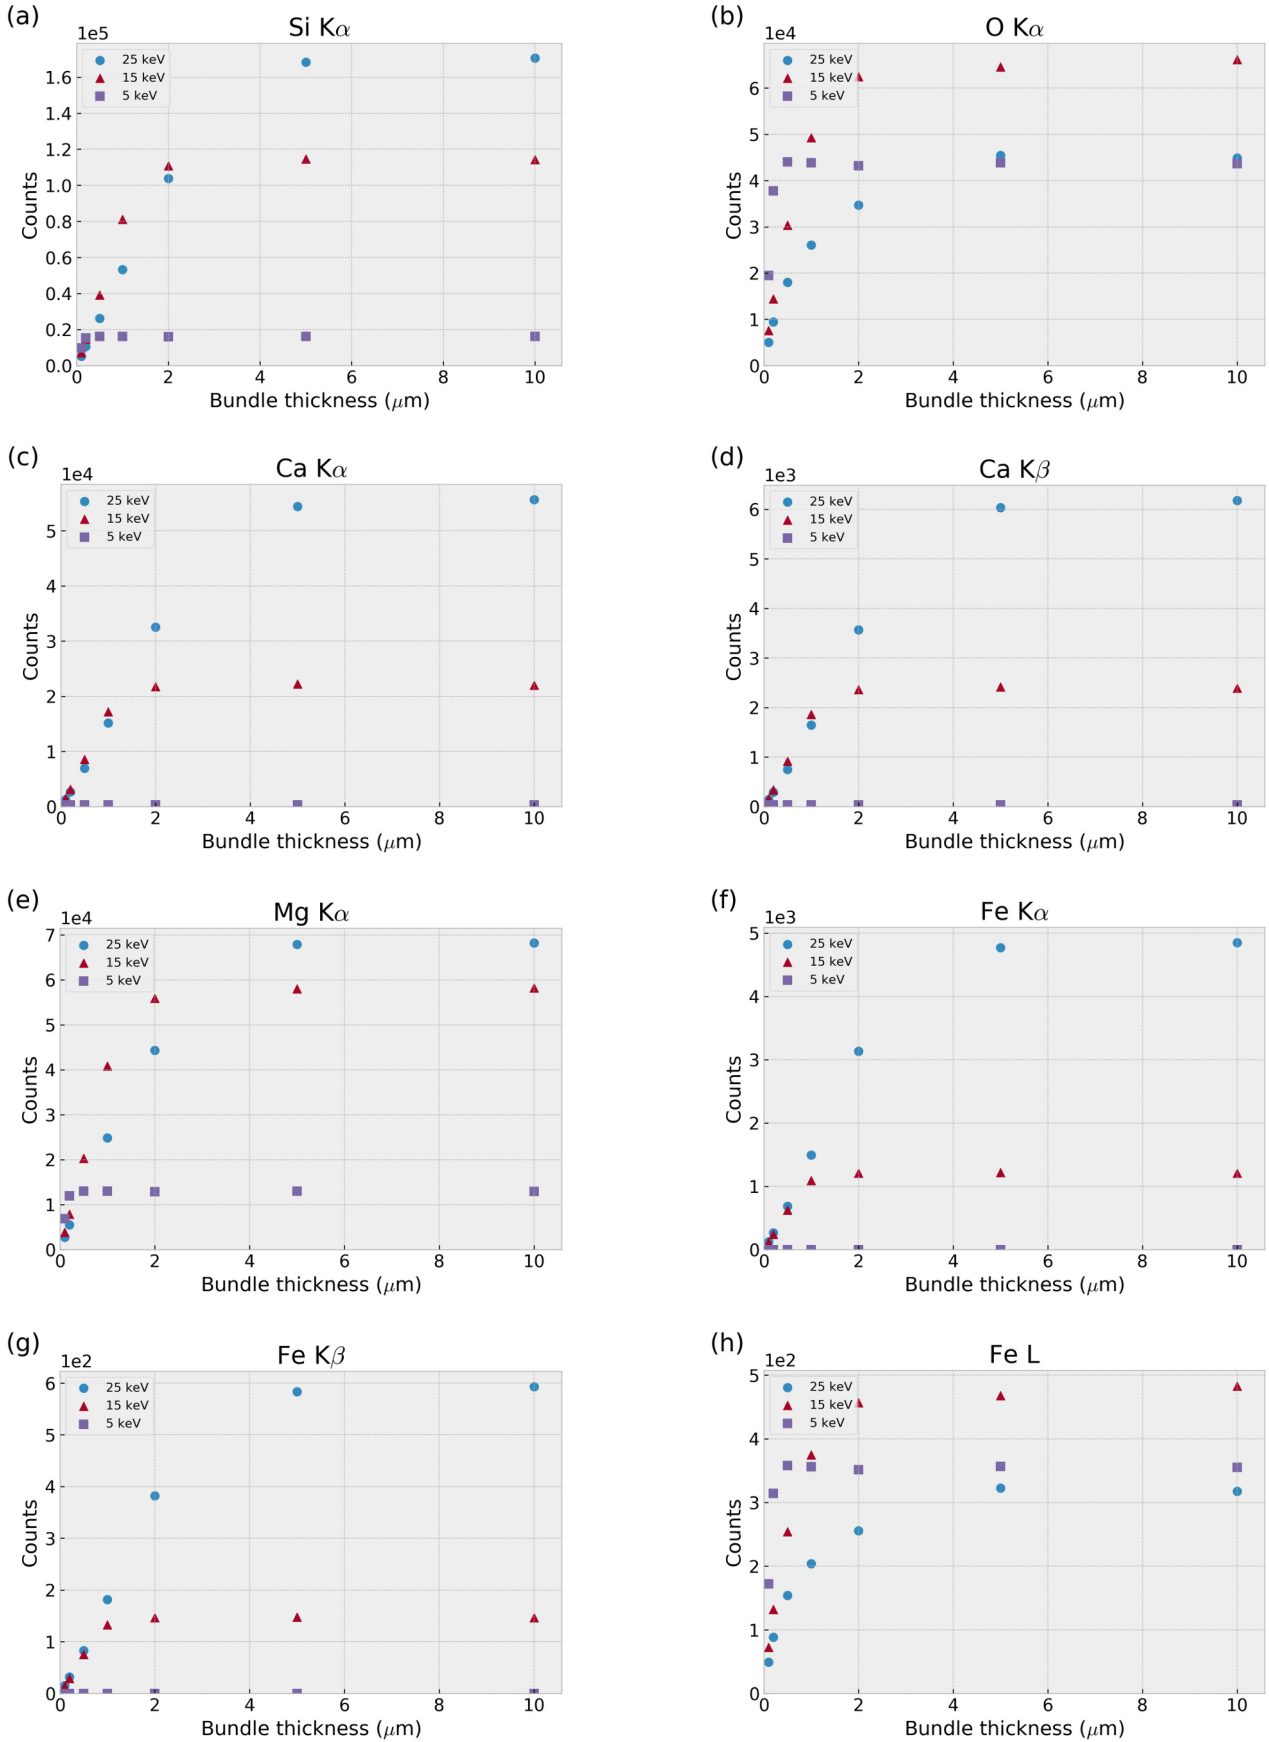 (a)
Si Kα
1e5
25 keV
15 keV
5 keV
1.6
1.4
1.2
1.0
0.8
0.6
0.4
0.2
0.0
Counts
0 2 4 6 8 10
Bundle thickness (μm)
(b)
O Kα
1e4
25 keV
15 keV
5 keV
6
5
4
3
2
1
0
Counts
0 2 4 6 8 10
Bundle thickness (μm)
(c)
Ca Kα
1e4
25 keV
15 keV
5 keV
5
4
3
2
1
0
Counts
0 2 4 6 8 10
Bundle thickness (μm)
(d)
Ca Kβ
1e3
25 keV
15 keV
5 keV
6
5
4
3
2
1
0
Counts
0 2 4 6 8 10
Bundle thickness (μm)
(e)
Mg Kα
1e4
25 keV
15 keV
5 keV
7
6
5
4
3
2
1
0
Counts
0 2 4 6 8 10
Bundle thickness (μm)
(f)
Fe Kα
1e3
25 keV
15 keV
5 keV
5
4
3
2
1
0
Counts
0 2 4 6 8 10
Bundle thickness (μm)
(g)
Fe Kβ
1e2
25 keV
15 keV
5 keV
6
5
4
3
2
1
0
Counts
0 2 4 6 8 10
Bundle thickness (μm)
(h)
Fe L
1e2
25 keV
15 keV
5 keV
5
4
3
2
1
0
Counts
0 2 4 6 8 10
Bundle thickness (μm)